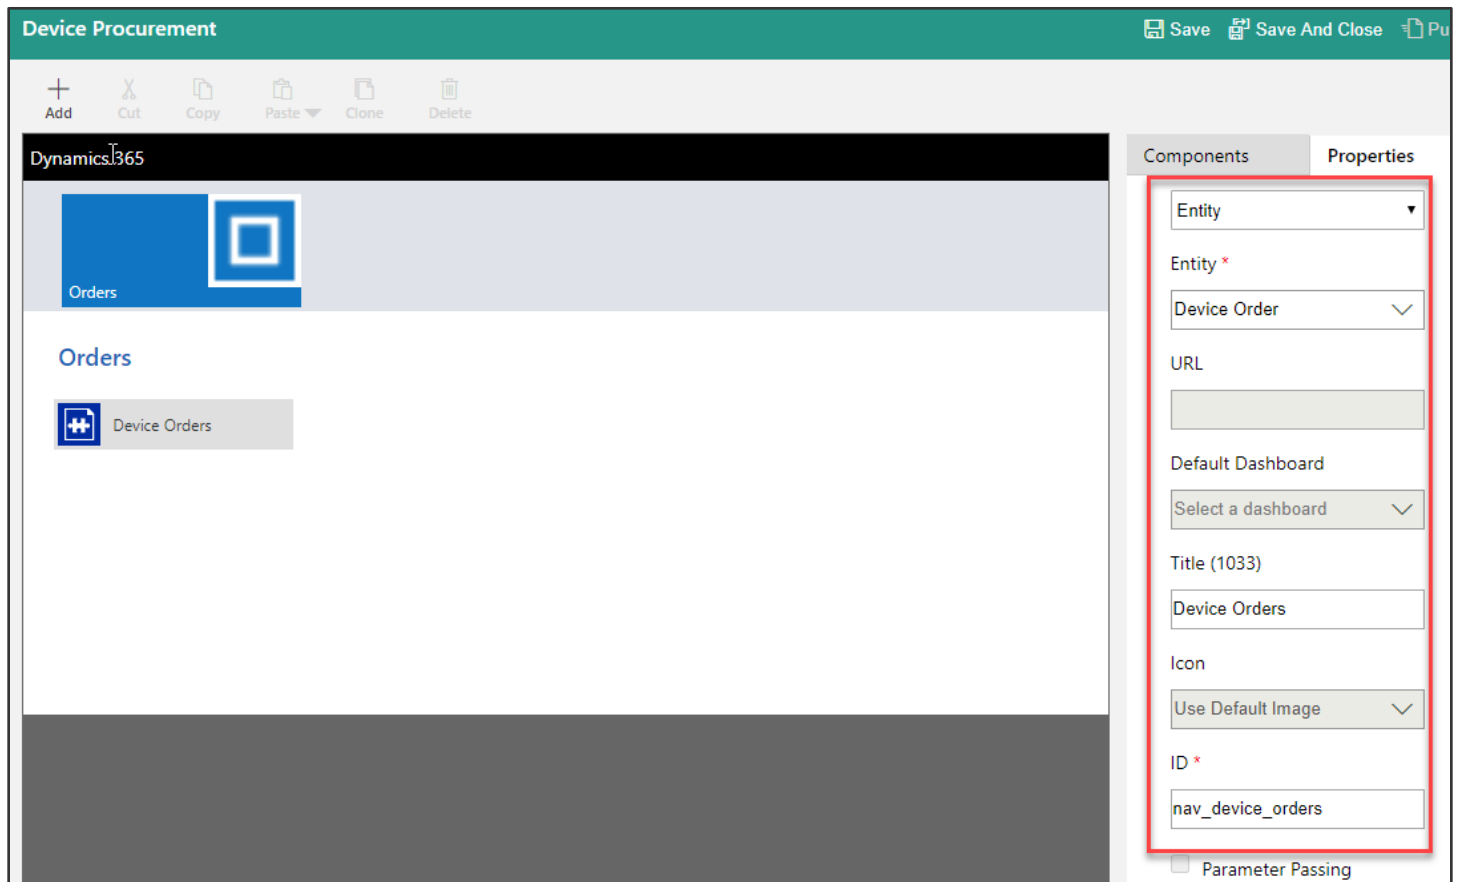 Device Procurement
Save Save And Close Pu
Add Cut Copy Paste Clone Delete
Dynamics 365
Components Properties
Orders
Entity
Entity *
Device Order
URL
Orders
Device Orders
Default Dashboard
Select a dashboard
Title (1033)
Device Orders
Icon
Use Default Image
ID *
nav_device_orders
Parameter Passing